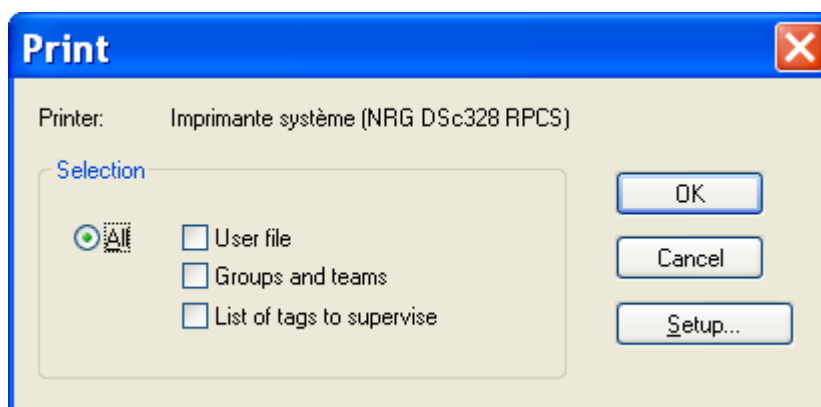 Print
Printer: Imprimante système (NRG DSc328 RPCS)
Selection
OK
All
User file
Cancel
Groups and teams
List of tags to supervise
Setup...